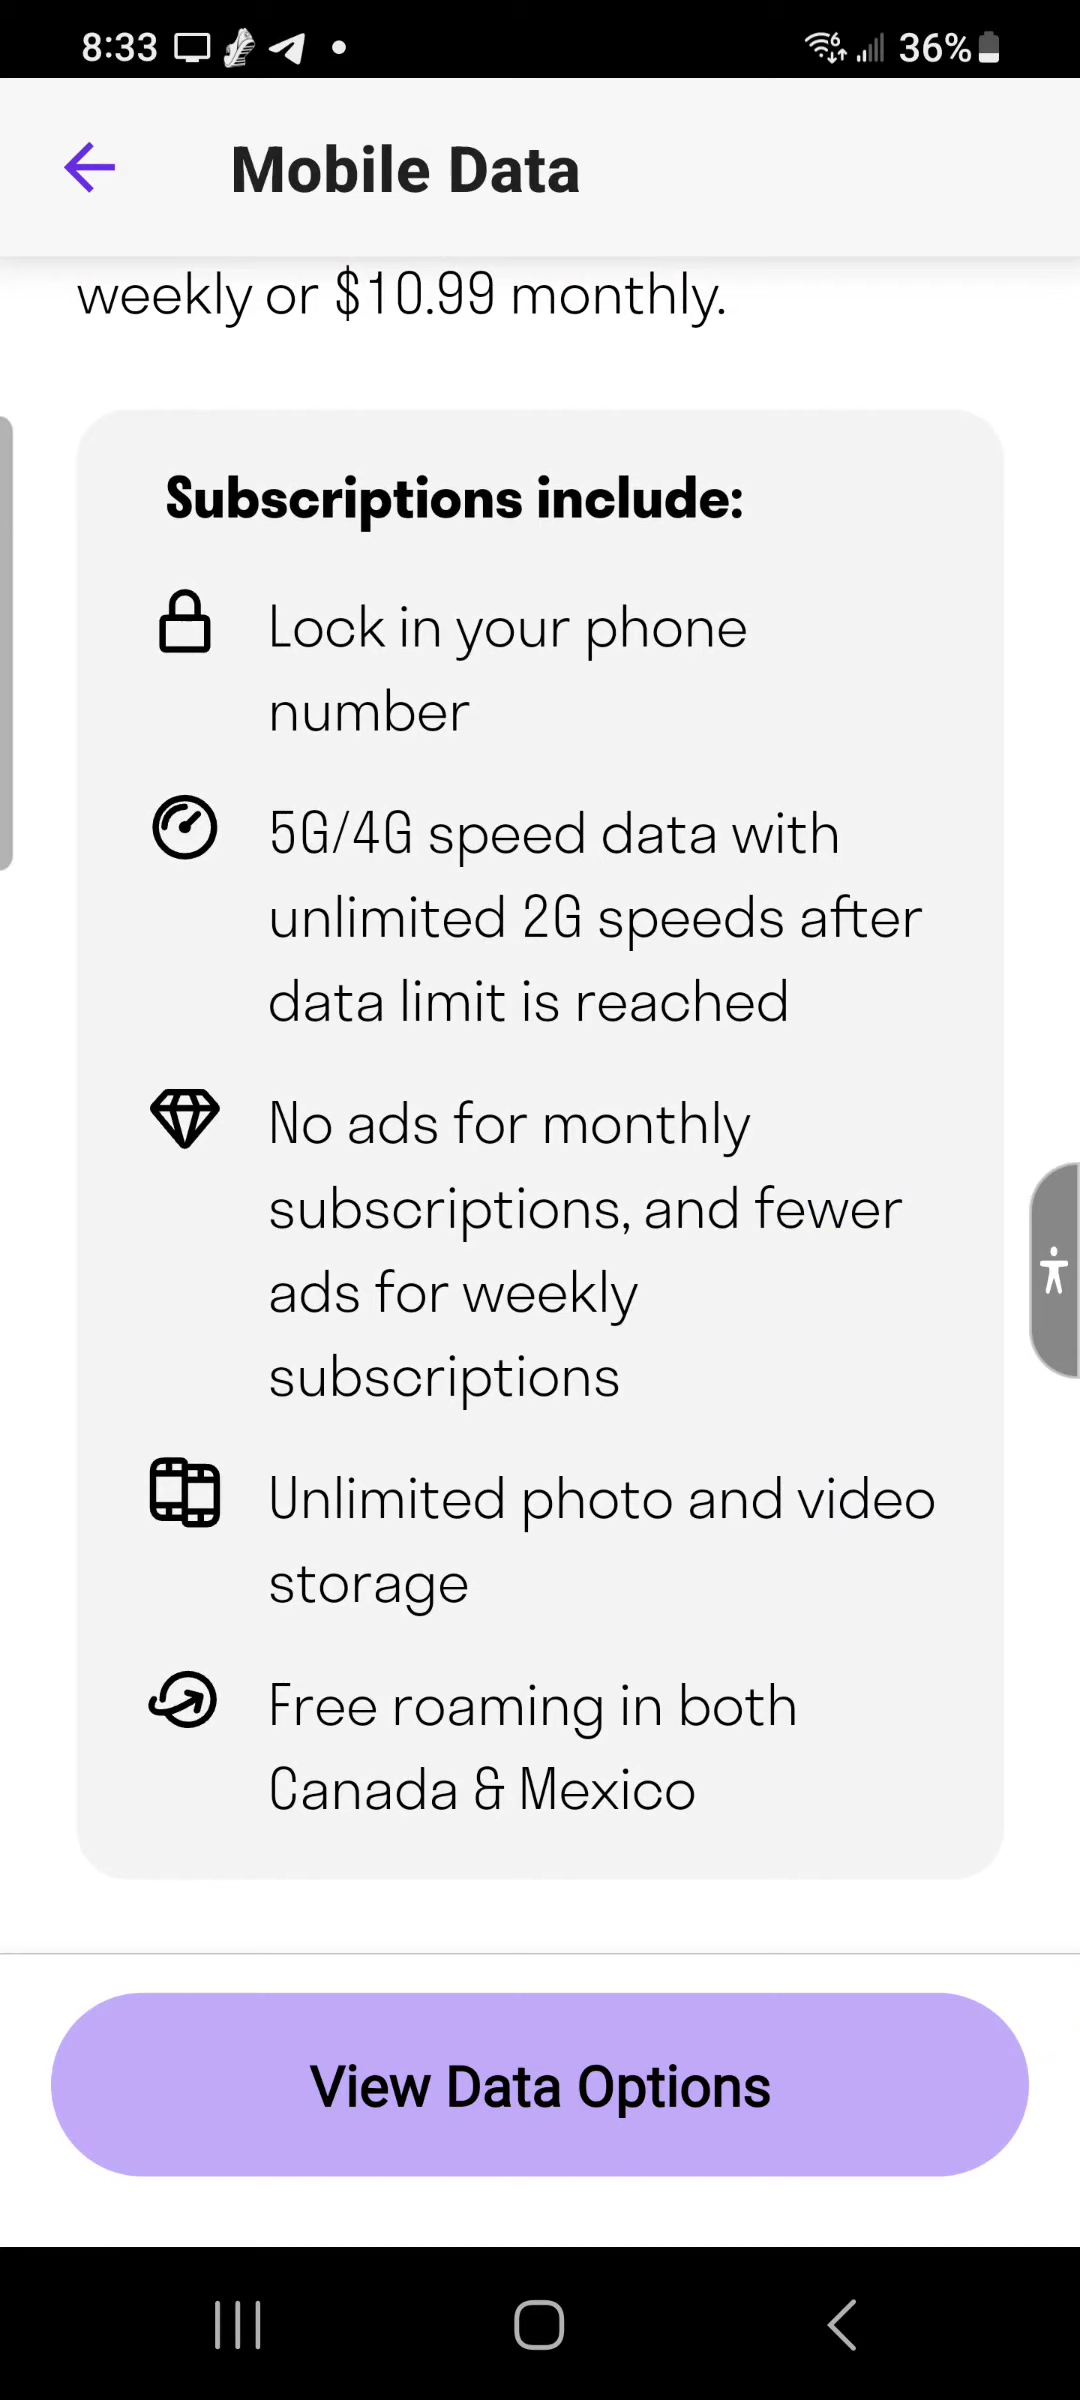 8:33
36%
Mobile Data
weekly or $10.99 monthly.
Subscriptions include:
Lock in your phone
number
5G/4G speed data with
unlimited 2G speeds after
data limit is reached
No ads for monthly
subscriptions, and fewer
ads for weekly
subscriptions
Unlimited photo and video
storage
Free roaming in both
Canada & Mexico
View Data Options